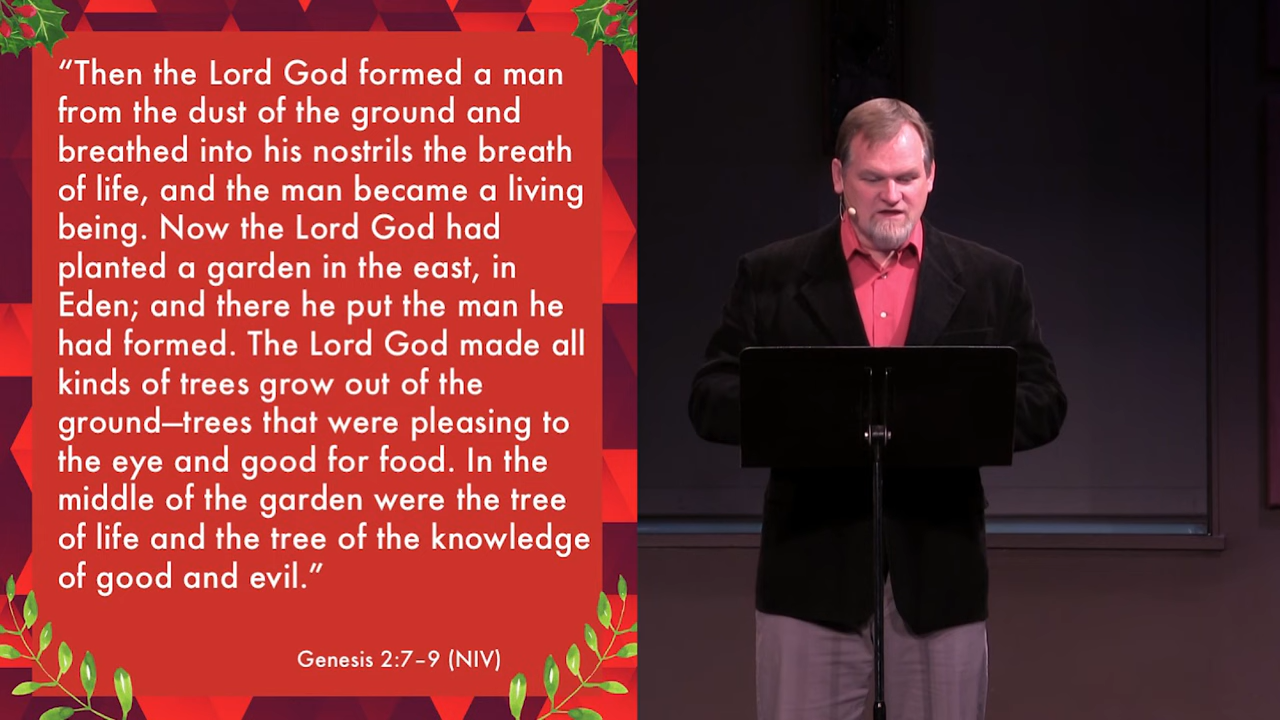 “Then the Lord God formed a man
from the dust of the ground and
breathed into his nostrils the breath
of life, and the man became a living
being. Now the Lord God had
planted a garden in the east, in
Eden; and there he put the man he
had formed. The Lord God made all
kinds of trees grow out of the
ground—trees that were pleasing to
the eye and good for food. In the
middle of the garden were the tree
of life and the tree of the knowledge
of good and evil.”
Genesis 2:7–9 (NIV)